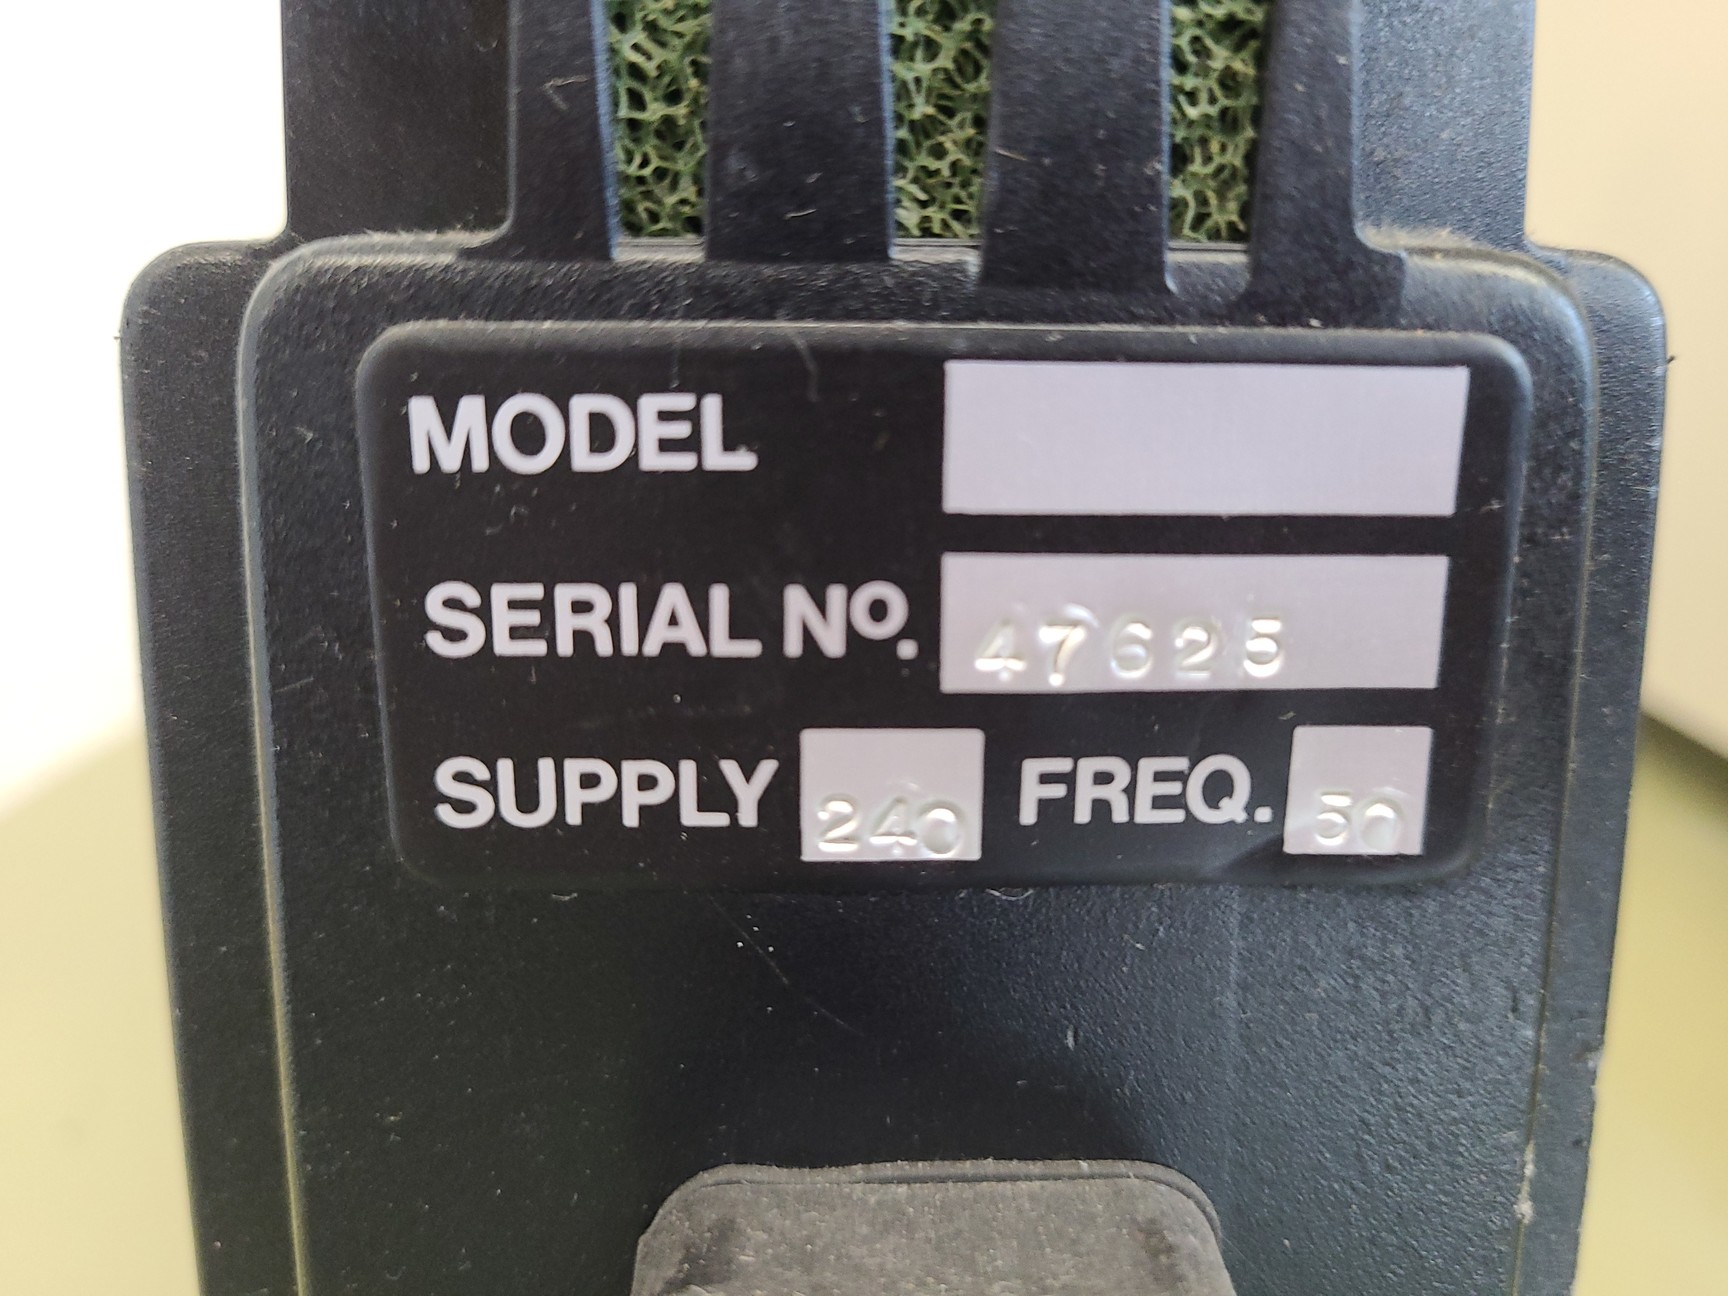 MODEL
SERIAL Nº. 47625
SUPPLY 240 FREQ. 50